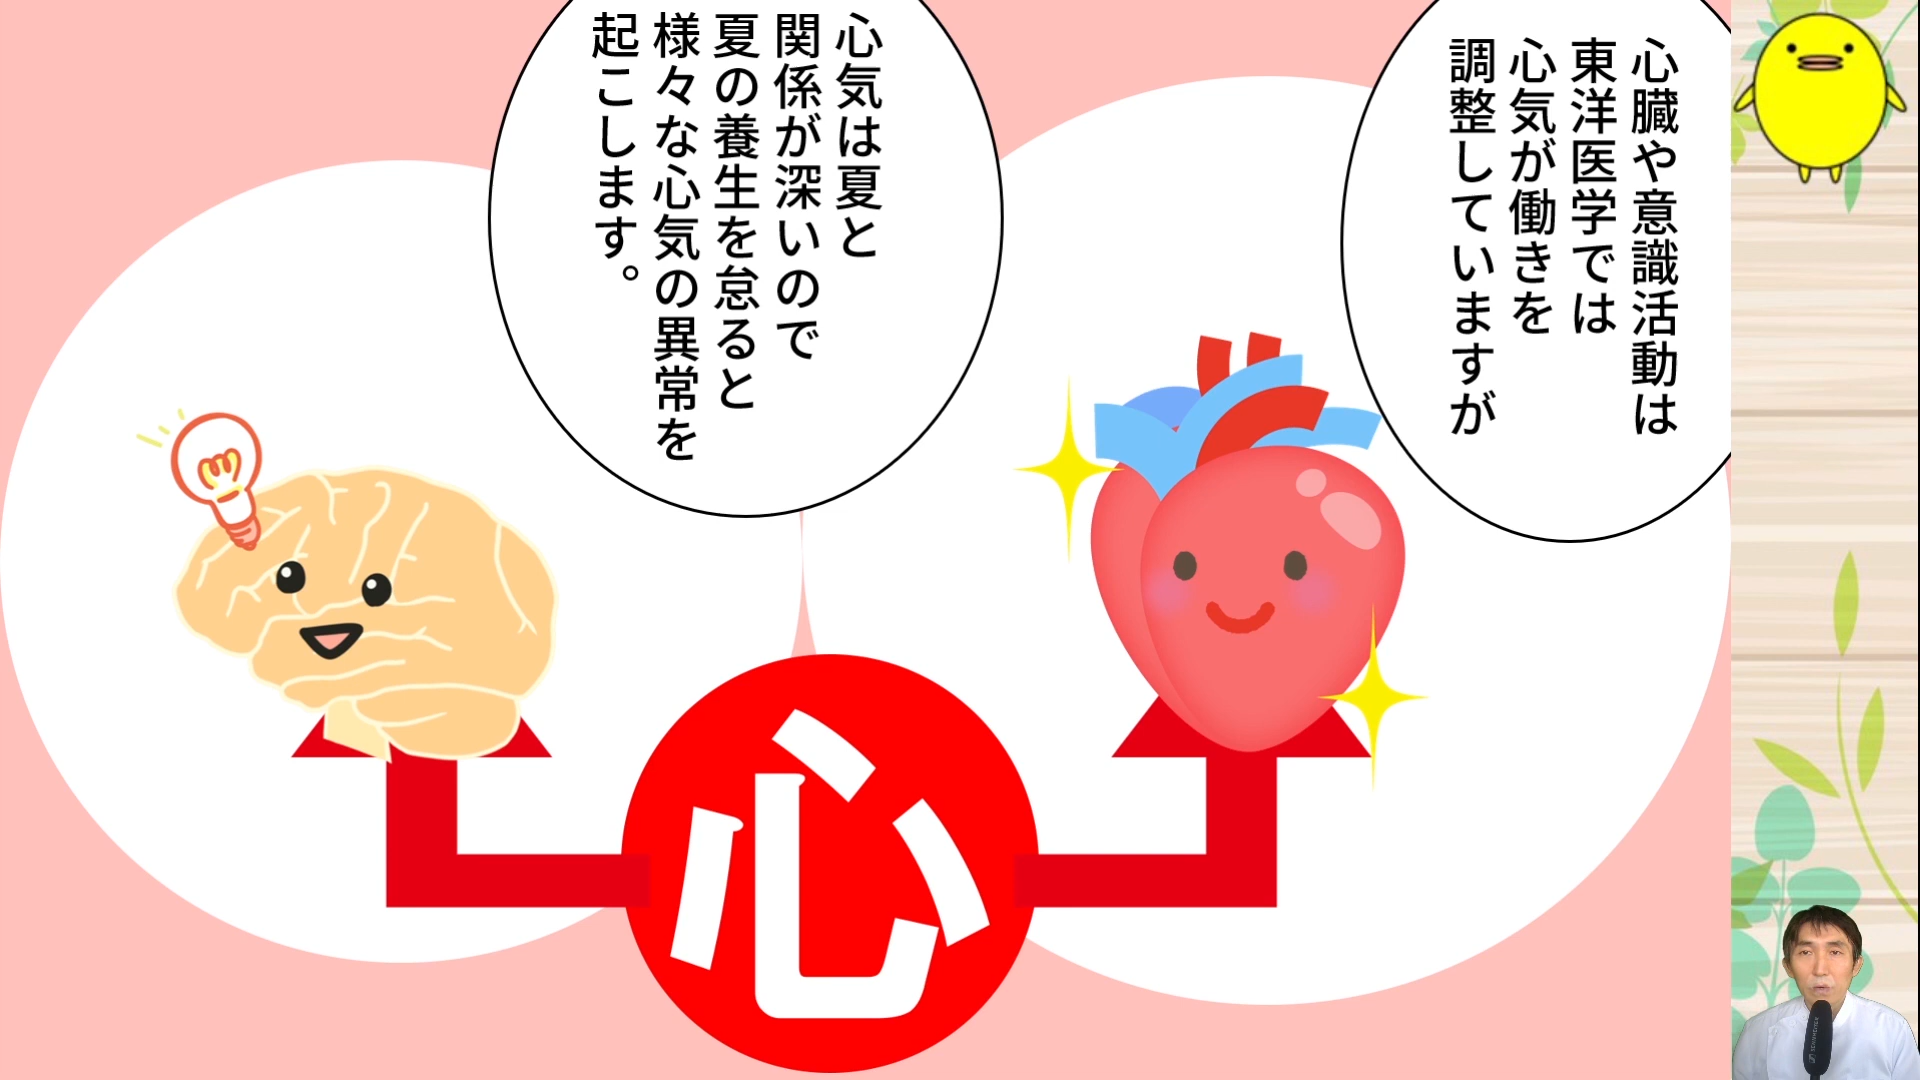 心臓や意識活動は
東洋医学では
心気が働きを
調整していますが
心気は夏と
関係が深いので
夏の養生を怠ると
様々な心気の異常を
起こします。
心